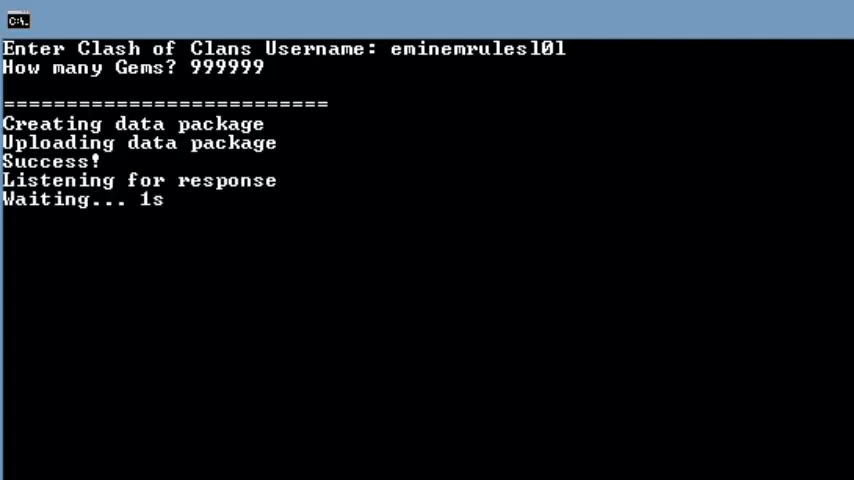 C:\.
Enter Clash of Clans Username: eminemrules101
How many Gems? 999999
==========================
Creating data package
Uploading data package
Success!
Listening for response
Waiting... 1s